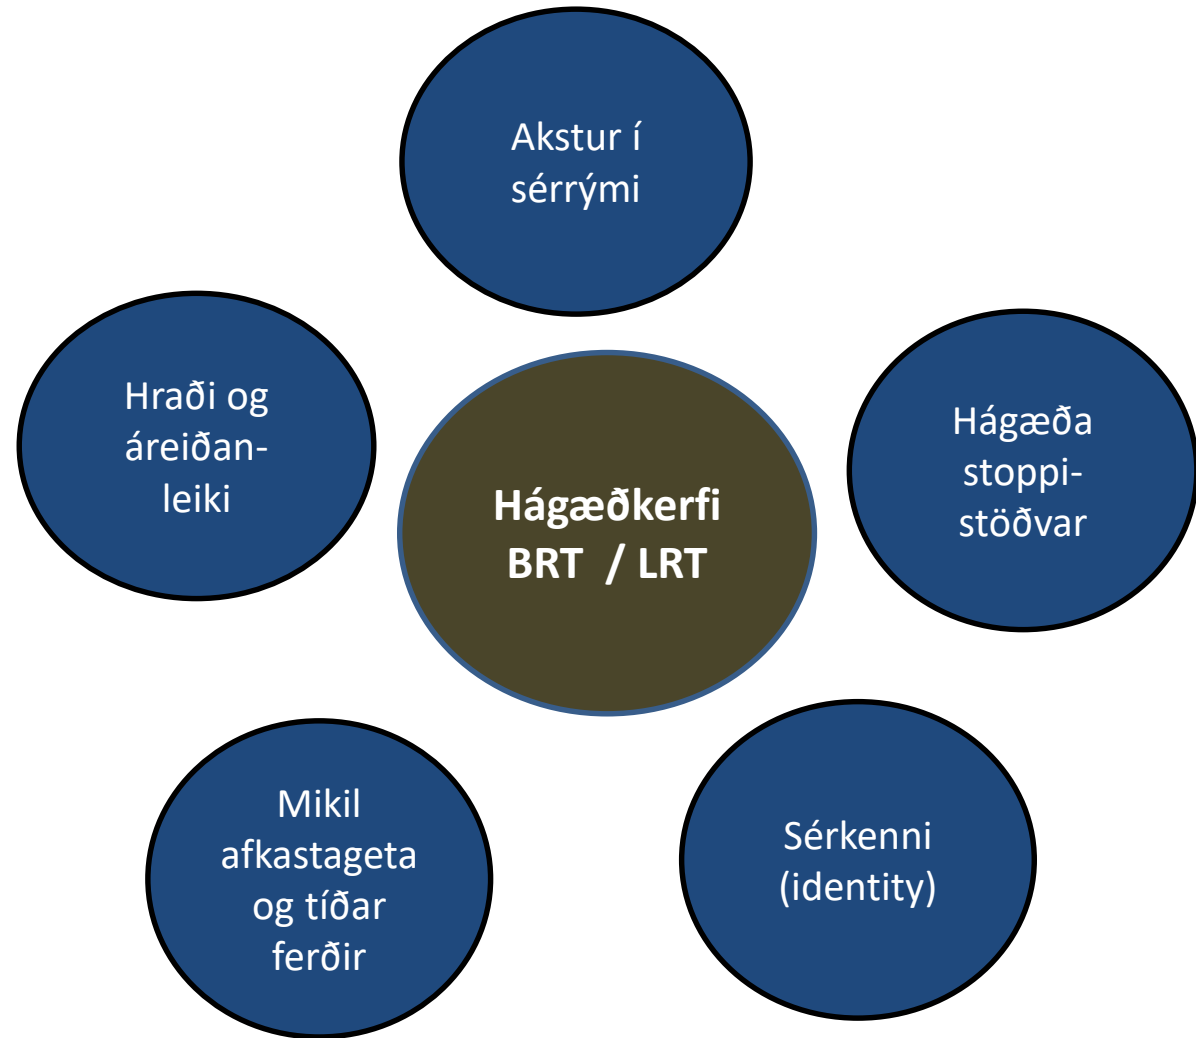 Akstur í
sérrými
Hraði og
áreiðan-
leiki
Hágæðkerfi
BRT / LRT
Hágæða
stoppi-
stöðvar
Mikil
afkastageta
og tíðar
ferðir
Sérkenni
(identity)